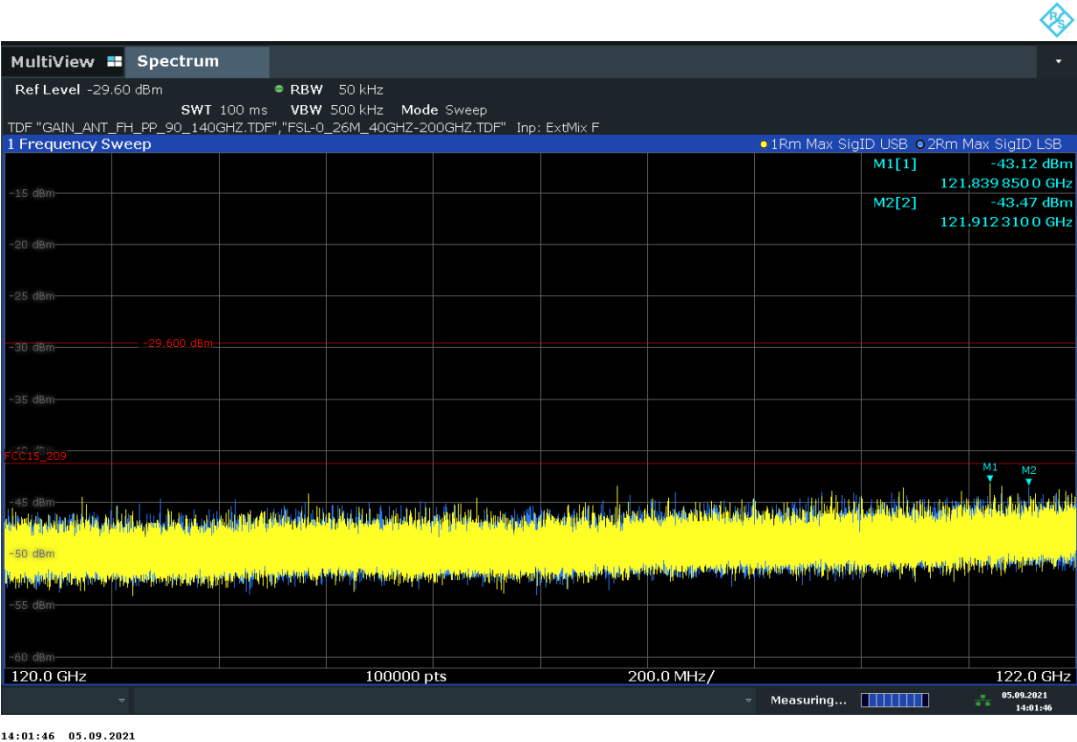 R&S
MultiView Spectrum
Ref Level -29.60 dBm RBW 50 kHz
SWT 100 ms VBW 500 kHz Mode Sweep
TDF "GAIN_ANT_FH_PP_90_140GHZ.TDF","FSL-0_26M_40GHZ-200GHZ.TDF" Inp: ExtMix F
1 Frequency Sweep 1Rm Max SigID USB 2Rm Max SigID LSB
M1[1] -43.12 dBm
121.839 850 0 GHz
M2[2] -43.47 dBm
121.912 310 0 GHz
-15 dBm
-20 dBm
-25 dBm
-29.600 dBm
-30 dBm
-35 dBm
-40 dBm
FCC15_209
M1 M2
-45 dBm
-50 dBm
-55 dBm
-60 dBm
120.0 GHz 100000 pts 200.0 MHz/ 122.0 GHz
Measuring... 05.09.2021
14:01:46
14:01:46 05.09.2021